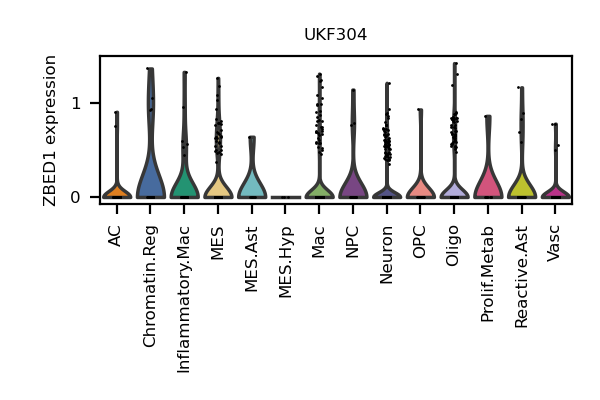 UKF304
ZBED1 expression
1
0
AC
Chromatin.Reg
Inflammatory.Mac
MES
MES.Ast
MES.Hyp
Mac
NPC
Neuron
OPC
Oligo
Prolif.Metab
Reactive.Ast
Vasc